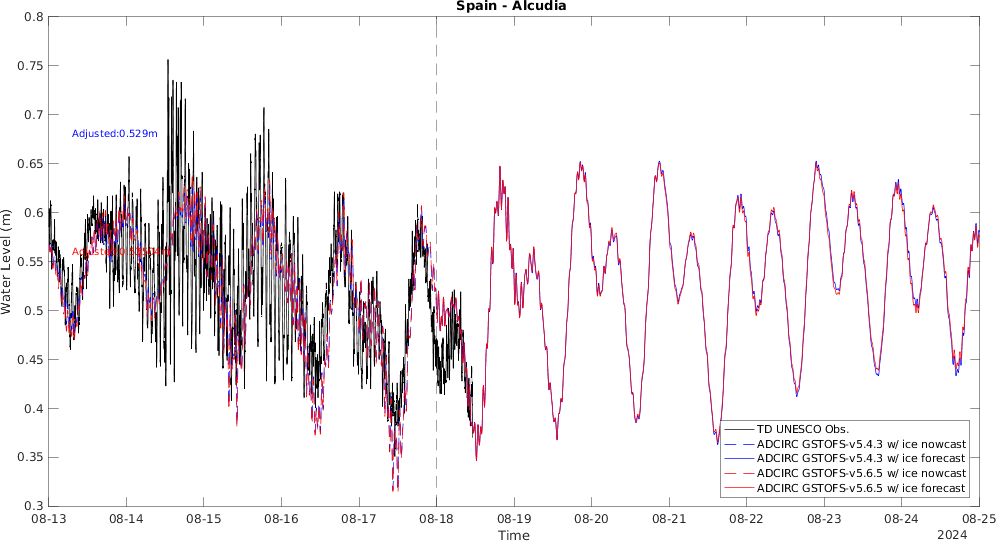 Spain - Alcudia
0.8
0.75
0.7
0.65
0.6
0.55
0.5
0.45
0.4
0.35
0.3
Water Level (m)
Adjusted:0.529m
TD UNESCO Obs.
ADCIRC GSTOFS-v5.4.3 w/ ice nowcast
ADCIRC GSTOFS-v5.4.3 w/ ice forecast
ADCIRC GSTOFS-v5.6.5 w/ ice nowcast
ADCIRC GSTOFS-v5.6.5 w/ ice forecast
08-13 08-14 08-15 08-16 08-17 08-18 08-19 08-20 08-21 08-22 08-23 08-24 08-25
Time
2024